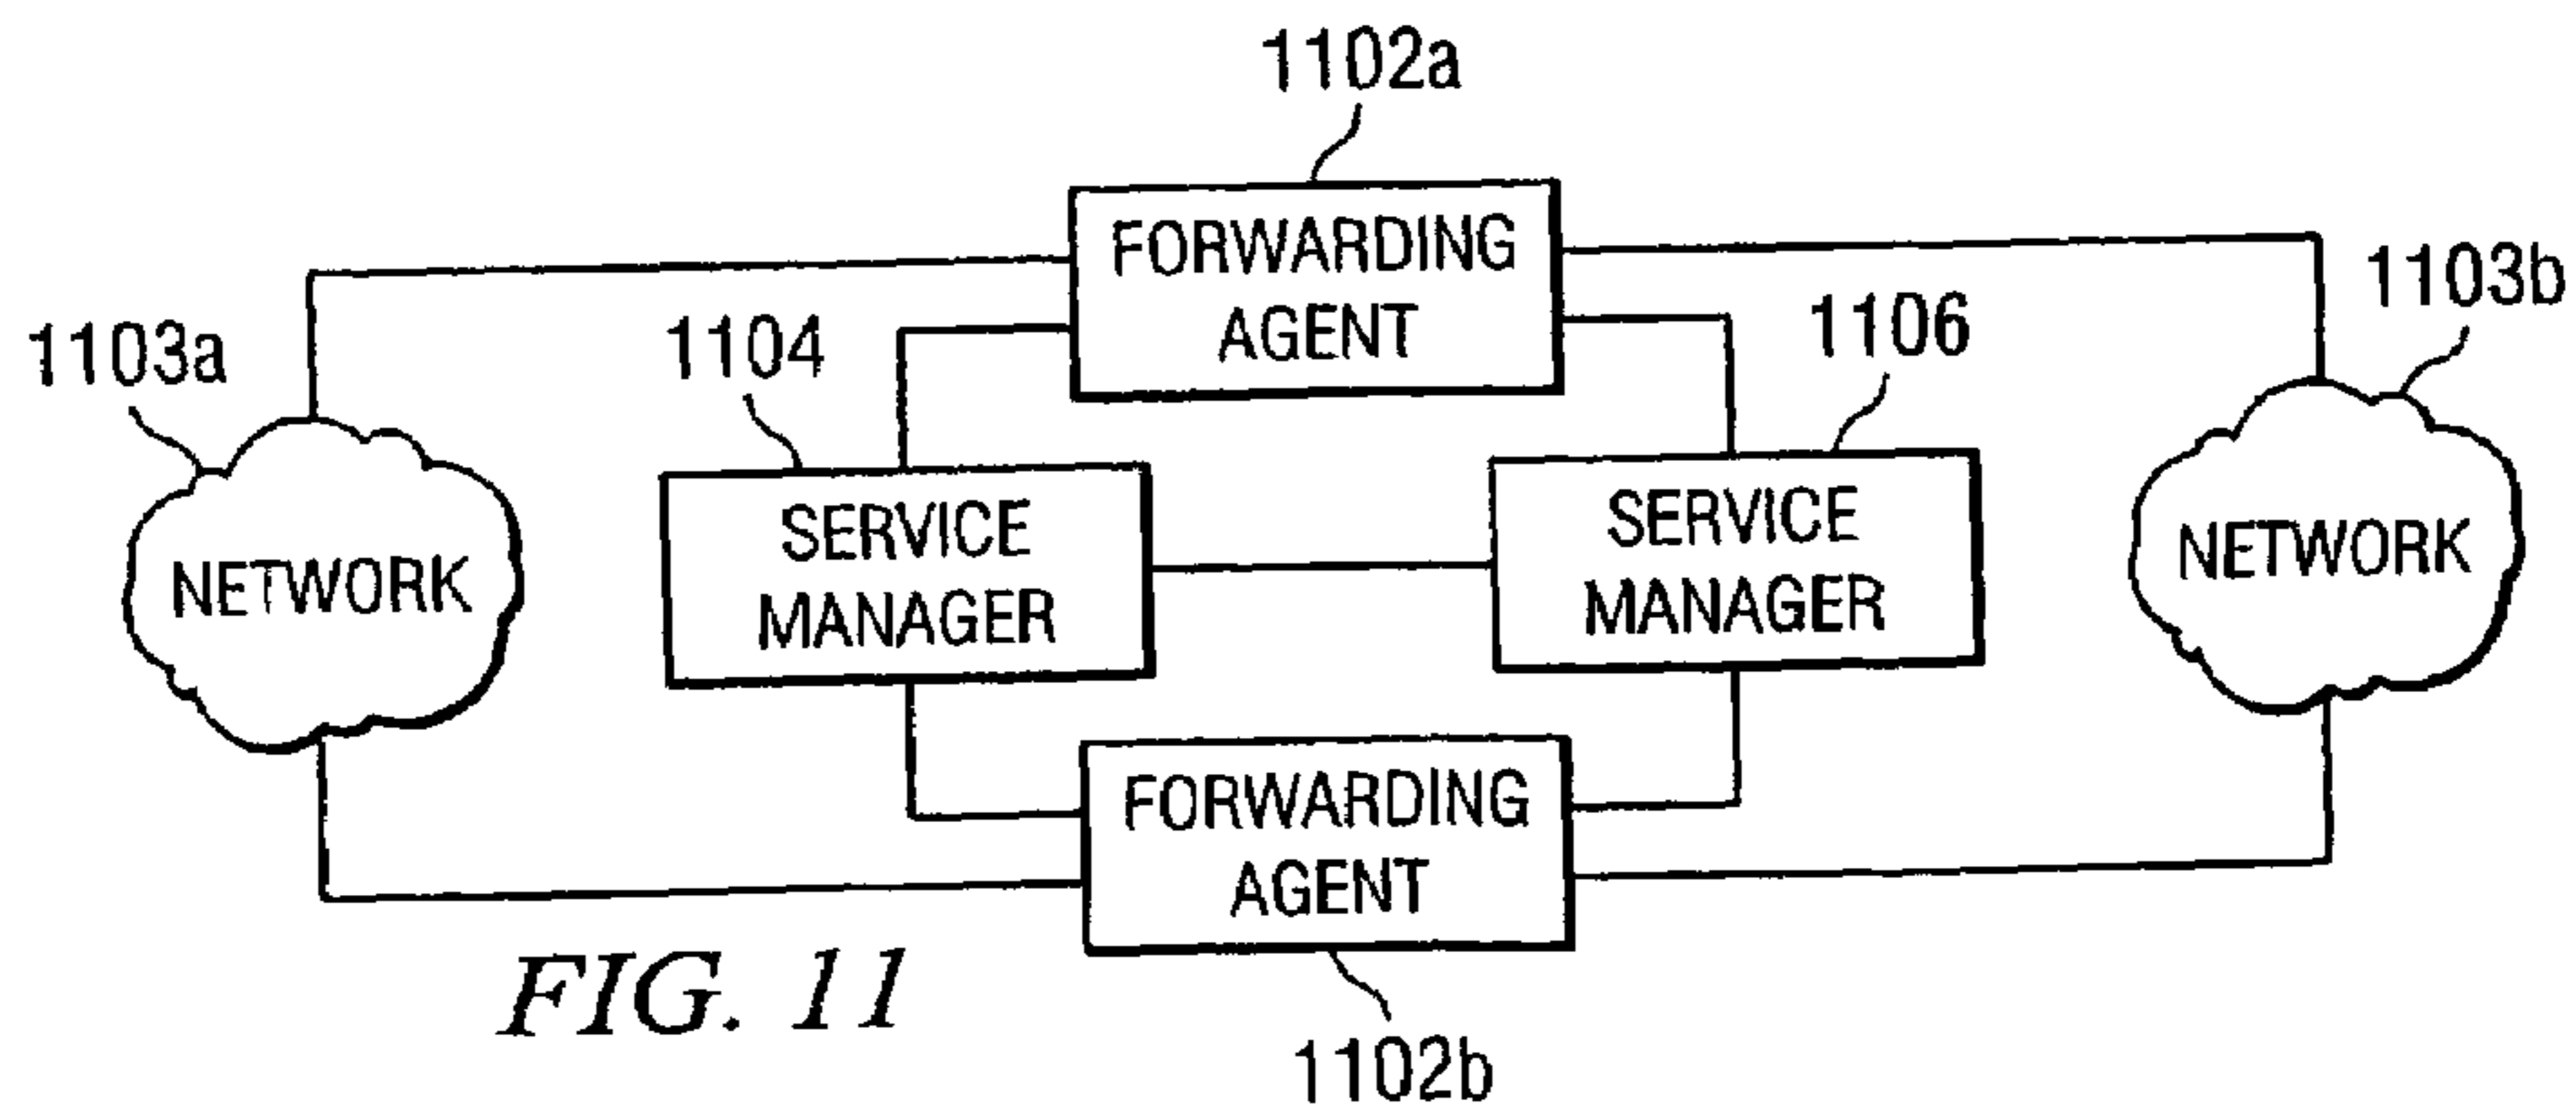 1102a
FORWARDING
AGENT
1103b
1103a
1104
1106
NETWORK
SERVICE
MANAGER
SERVICE
MANAGER
NETWORK
FORWARDING
AGENT
FIG. 11
1102b